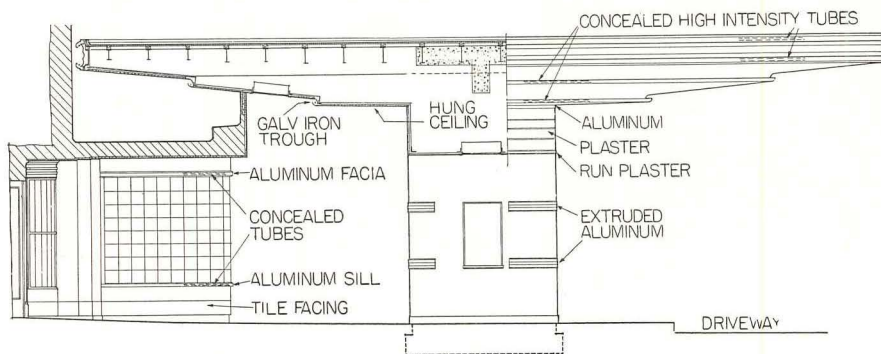 CONCEALED HIGH INTENSITY TUBES
GALV IRON
TROUGH
HUNG
CEILING
ALUMINUM
PLASTER
RUN PLASTER
ALUMINUM FACIA
CONCEALED
TUBES
EXTRUDED
ALUMINUM
ALUMINUM SILL
TILE FACING
DRIVEWAY